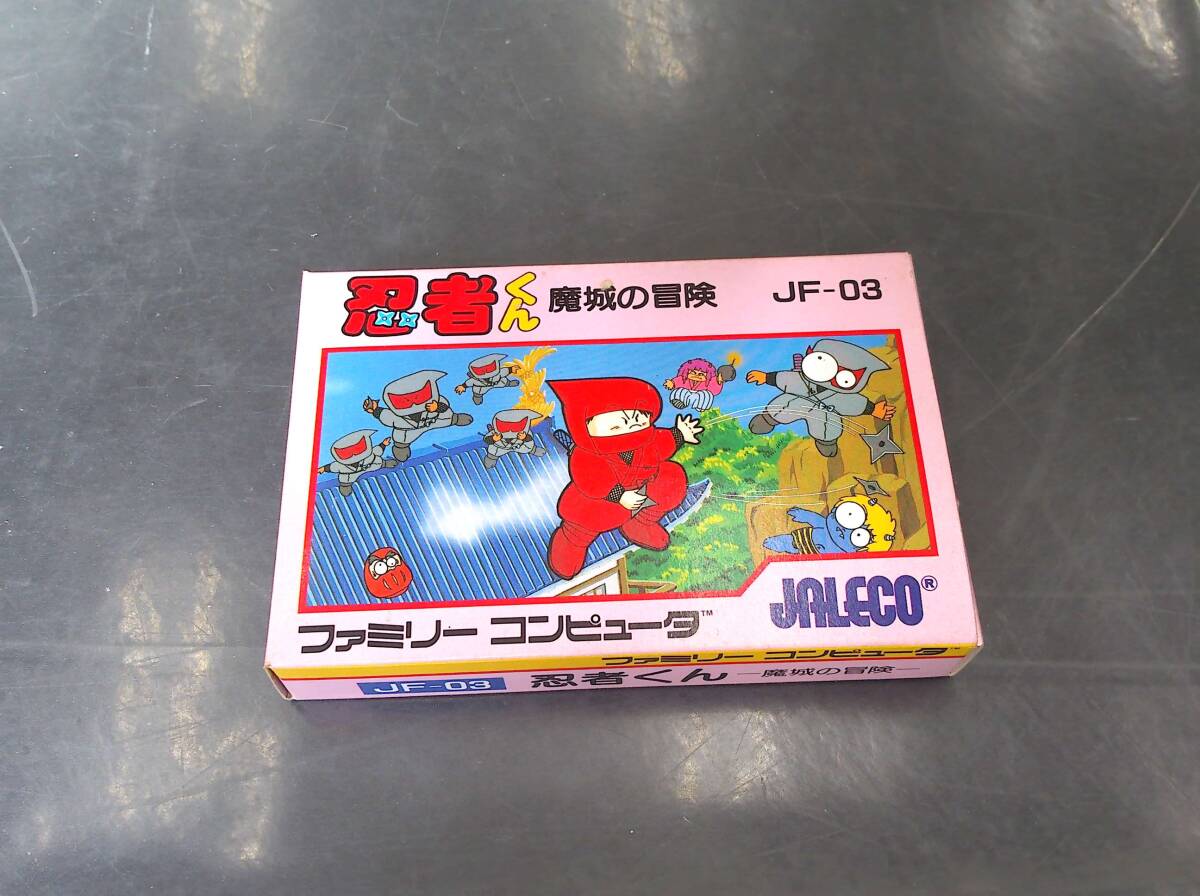 忍者くん 魔城の冒険 JF-03
JALECO®
ファミリー コンピュータ™
ファミリー コンピュータ™
JF-03 忍者くん —魔城の冒険—